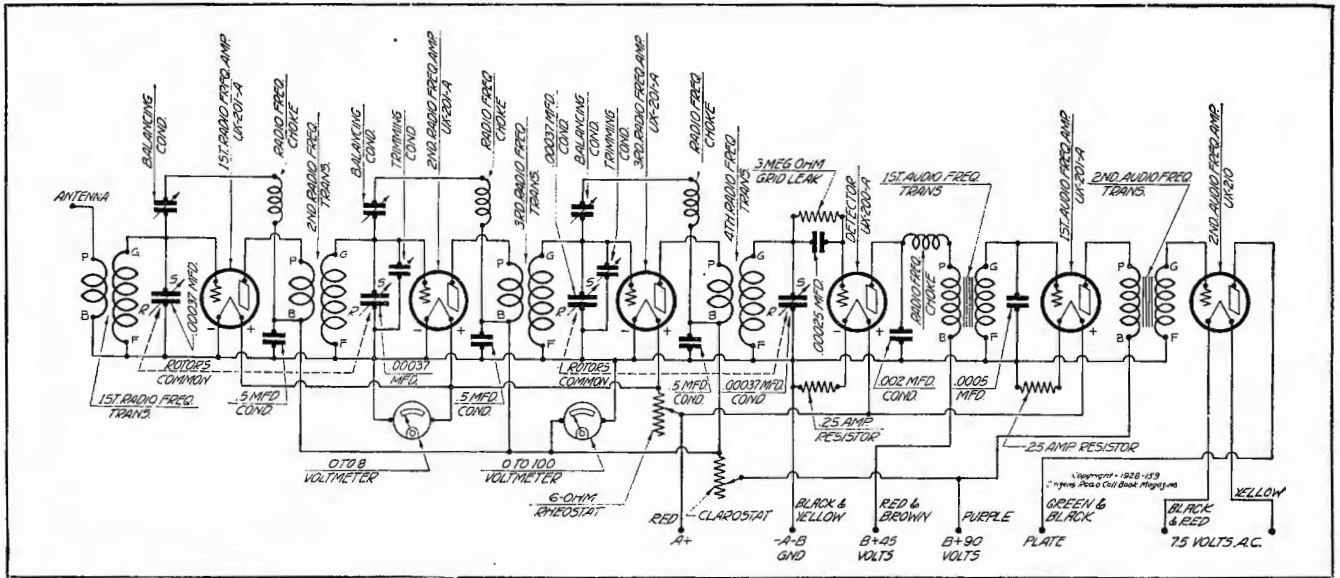 ANTENNA
BALANCING
COND.
1ST. RADIO FREQ. AMP.
UX-201-A
RADIO FREQ.
CHOKE
2ND. RADIO FREQ.
TRANS.
BALANCING
COND.
TRIMMING
COND
2ND. RADIO FREQ. AMP.
UX-201-A
RADIO FREQ
CHOKE
3RD. RADIO FREQ.
TRANS.
.00037 MFD.
COND.
BALANCING
COND.
TRIMMING
COND.
3RD. RADIO FREQ. AMP.
UX-201-A
RADIO FREQ
CHOKE
4TH. RADIO FREQ
TRANS.
3 MEG OHM
GRID LEAK
DETECTOR
UX-200-A
1ST. AUDIO FREQ.
TRANS
1ST. AUDIO FREQ. AMP.
UX-201-A
2ND. AUDIO FREQ.
TRANS.
2ND. AUDIO FREQ. AMP.
UX-210
P
B
G
F
S
R
.00037 MFD.
-
+
P
B
G
F
S
R
-
+
P
B
G
F
S
R
-
+
P
B
G
F
S
R
.00025 MFD.
RADIO FREQ.
CHOKE
P
B
G
F
+
P
B
G
F
1ST. RADIO FREQ.
TRANS.
ROTORS
COMMON
.5 MFD
COND.
.00037
MFD.
.5 MFD
COND.
ROTORS
COMMON
.5 MFD
COND.
.00037 MFD.
COND.
.002 MFD.
COND.
.0005
MFD.
.25 AMP.
RESISTOR
.25 AMP. RESISTOR
0 TO 8
VOLTMETER
0 TO 100
VOLTMETER
6-OHM
RHEOSTAT
CLAROSTAT
Copyright - 1928-159
Citizens Radio Call Book Magazine
RED
A+
BLACK &
YELLOW
-A-B
GND
RED &
BROWN
B+45
VOLTS
PURPLE
B+90
VOLTS
GREEN &
BLACK.
PLATE
BLACK
& RED
YELLOW
7.5 VOLTS. A.C.